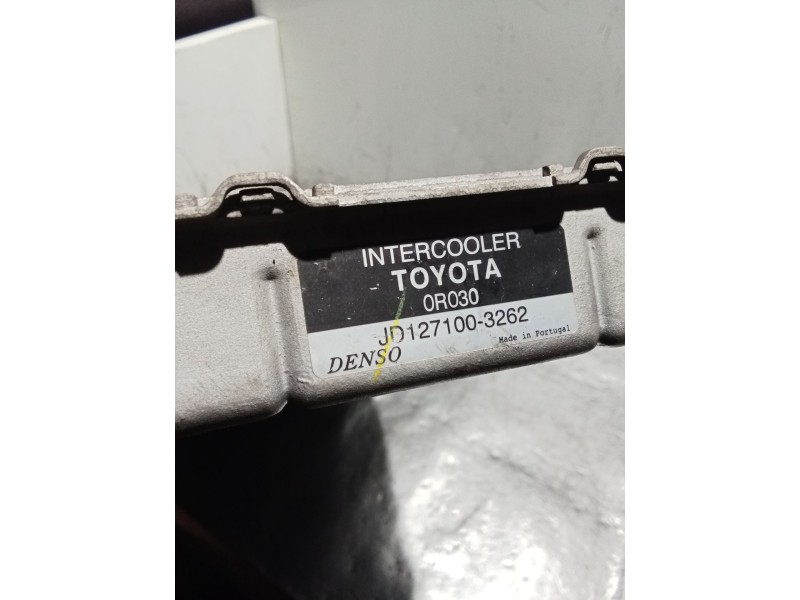 INTERCOOLER
TOYOTA
0R030
JD127100-3262
DENSO
Made in Portugal